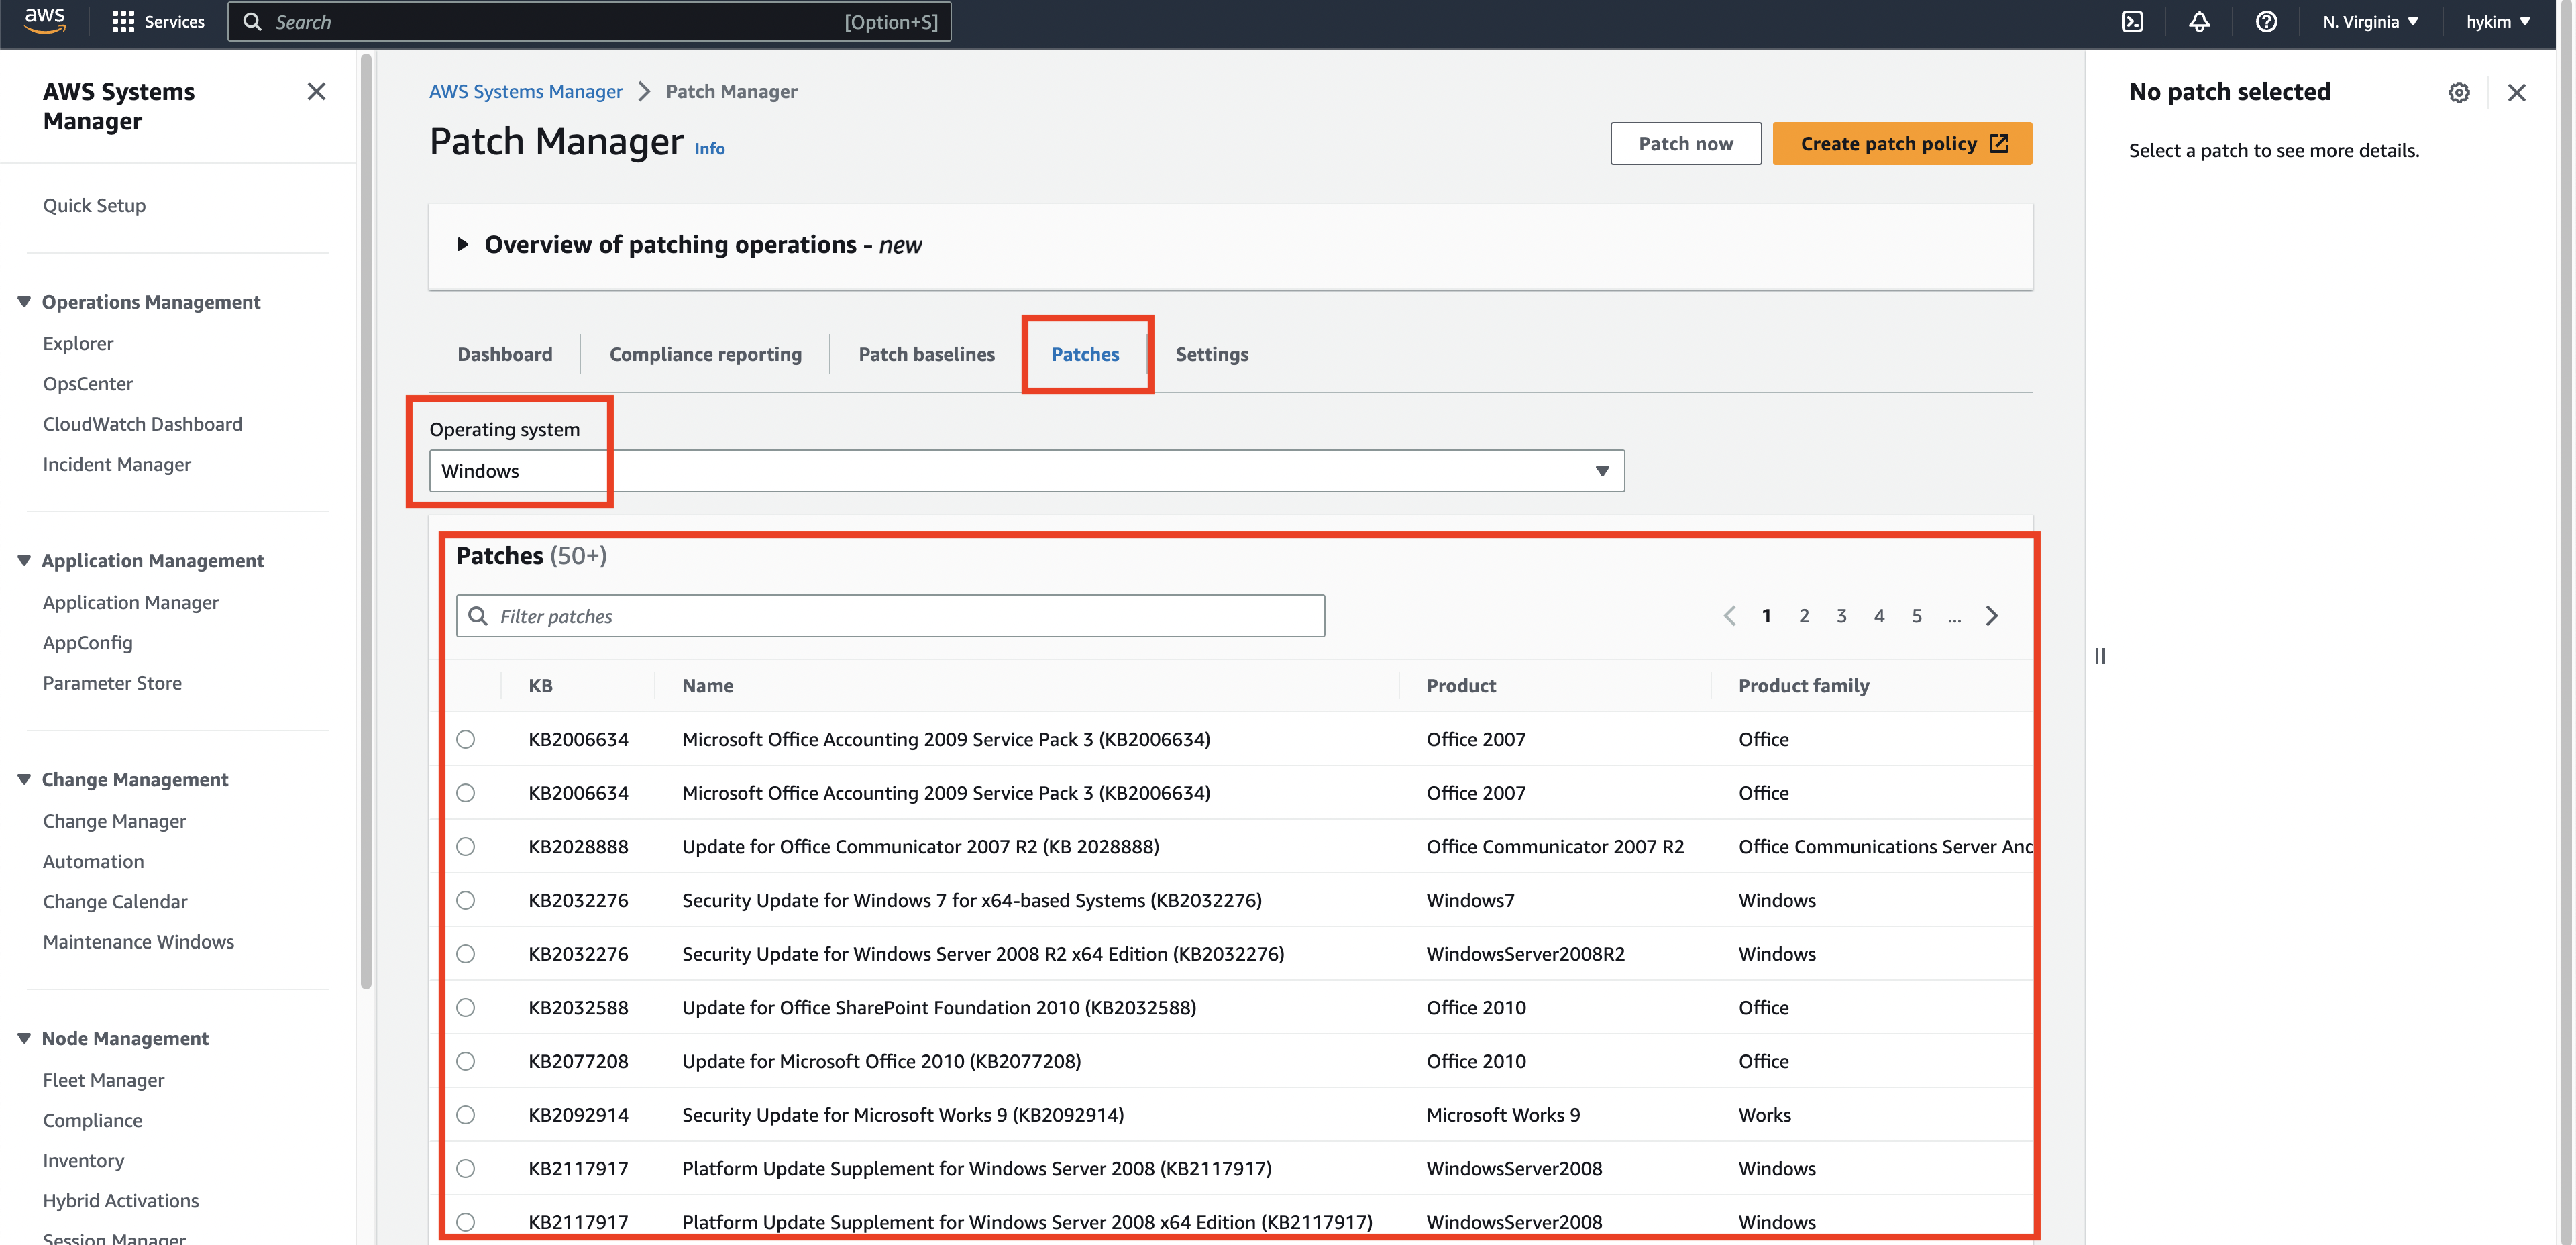 aws
Services
Search
[Option+S]
N. Virginia
hykim
AWS Systems
Manager
Quick Setup
Operations Management
Explorer
OpsCenter
CloudWatch Dashboard
Incident Manager
Application Management
Application Manager
AppConfig
Parameter Store
Change Management
Change Manager
Automation
Change Calendar
Maintenance Windows
Node Management
Fleet Manager
Compliance
Inventory
Hybrid Activations
Session Manager
AWS Systems Manager > Patch Manager
Patch Manager Info
Patch now
Create patch policy
Overview of patching operations - new
Dashboard
Compliance reporting
Patch baselines
Patches
Settings
Operating system
Windows
Patches (50+)
Filter patches
1 2 3 4 5 ...
KB Name Product Product family
KB2006634 Microsoft Office Accounting 2009 Service Pack 3 (KB2006634) Office 2007 Office
KB2006634 Microsoft Office Accounting 2009 Service Pack 3 (KB2006634) Office 2007 Office
KB2028888 Update for Office Communicator 2007 R2 (KB 2028888) Office Communicator 2007 R2 Office Communications Server And
KB2032276 Security Update for Windows 7 for x64-based Systems (KB2032276) Windows7 Windows
KB2032276 Security Update for Windows Server 2008 R2 x64 Edition (KB2032276) WindowsServer2008R2 Windows
KB2032588 Update for Office SharePoint Foundation 2010 (KB2032588) Office 2010 Office
KB2077208 Update for Microsoft Office 2010 (KB2077208) Office 2010 Office
KB2092914 Security Update for Microsoft Works 9 (KB2092914) Microsoft Works 9 Works
KB2117917 Platform Update Supplement for Windows Server 2008 (KB2117917) WindowsServer2008 Windows
KB2117917 Platform Update Supplement for Windows Server 2008 x64 Edition (KB2117917) WindowsServer2008 Windows
No patch selected
Select a patch to see more details.